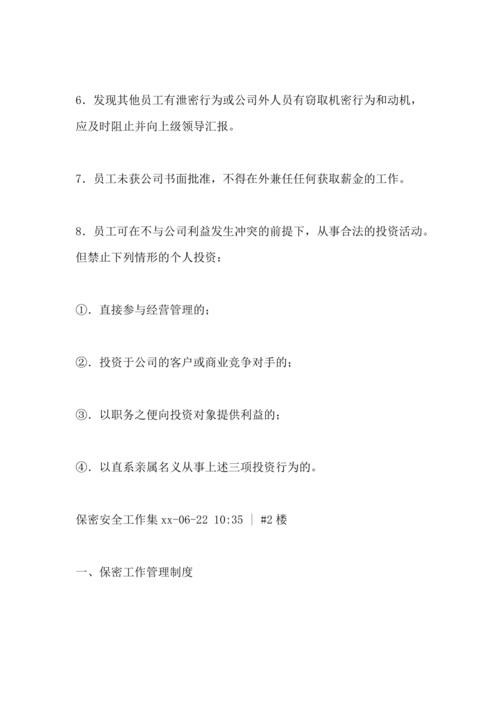 6．发现其他员工有泄密行为或公司外人员有窃取机密行为和动机，
应及时阻止并向上级领导汇报。
7．员工未获公司书面批准，不得在外兼任任何获取薪金的工作。
8．员工可在不与公司利益发生冲突的前提下，从事合法的投资活动。
但禁止下列情形的个人投资：
①．直接参与经营管理的；
②．投资于公司的客户或商业竞争对手的；
③．以职务之便向投资对象提供利益的；
④．以直系亲属名义从事上述三项投资行为的。
保密安全工作集 xx-06-22 10:35 | #2 楼
一、保密工作管理制度